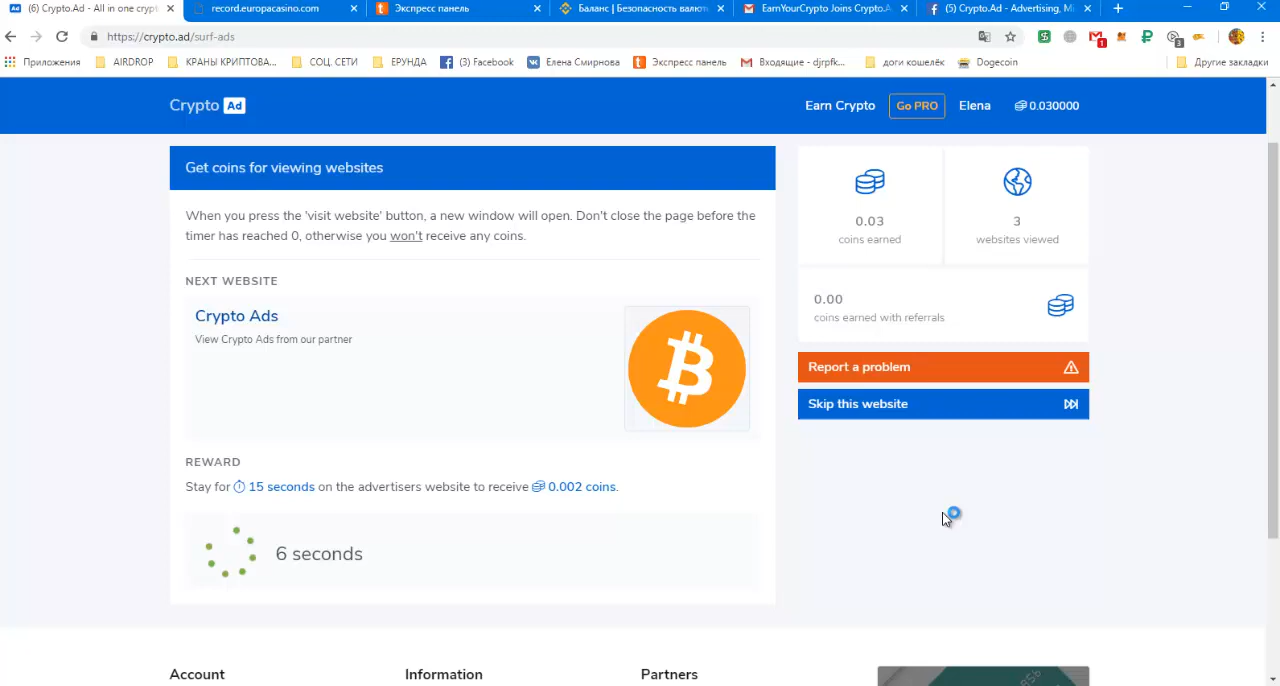 (6) Crypto.Ad - All in one crypt
record.europacasino.com
Экспресс панель
Баланс | Безопасность валют
EarnYourCrypto Joins Crypto.A
(5) Crypto.Ad - Advertising, Mi
https://crypto.ad/surf-ads
Приложения
AIRDROP
КРАНЫ КРИПТОВА...
СОЦ. СЕТИ
ЕРУНДА
(3) Facebook
Елена Смирнова
Экспресс панель
Входящие - djrpfk...
доги кошелёк
Dogecoin
Другие закладки
Crypto Ad
Earn Crypto
Go PRO
Elena
0.030000
Get coins for viewing websites
When you press the 'visit website' button, a new window will open. Don't close the page before the
timer has reached 0, otherwise you won't receive any coins.
NEXT WEBSITE
Crypto Ads
View Crypto Ads from our partner
REWARD
Stay for 15 seconds on the advertisers website to receive 0.002 coins.
6 seconds
0.03
coins earned
3
websites viewed
0.00
coins earned with referrals
Report a problem
Skip this website
Account
Information
Partners